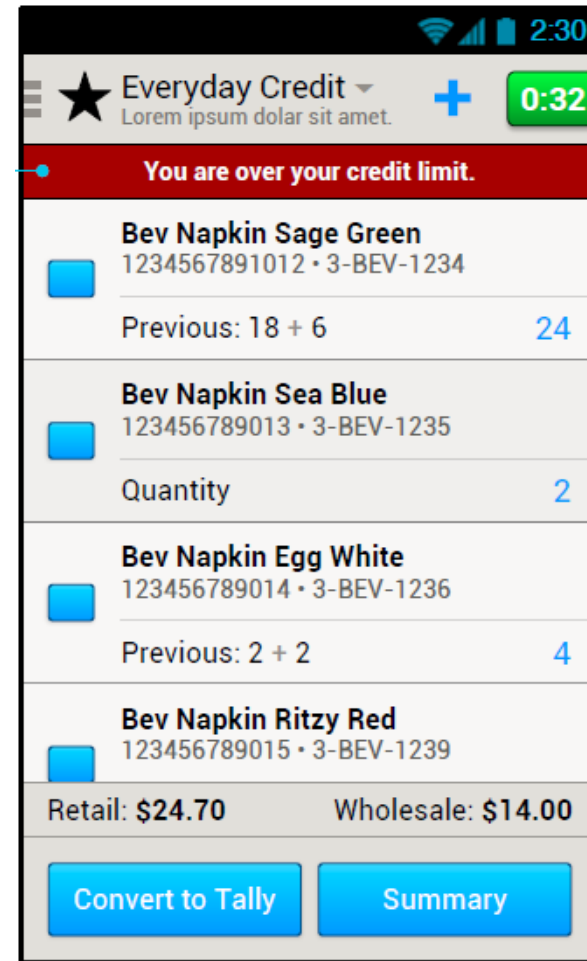 2:30
Everyday Credit
Lorem ipsum dolar sit amet.
0:32
You are over your credit limit.
Bev Napkin Sage Green
1234567891012 • 3-BEV-1234
Previous: 18 + 6 24
Bev Napkin Sea Blue
123456789013 • 3-BEV-1235
Quantity 2
Bev Napkin Egg White
123456789014 • 3-BEV-1236
Previous: 2 + 2 4
Bev Napkin Ritzy Red
123456789015 • 3-BEV-1239
Retail: $24.70 Wholesale: $14.00
Convert to Tally Summary